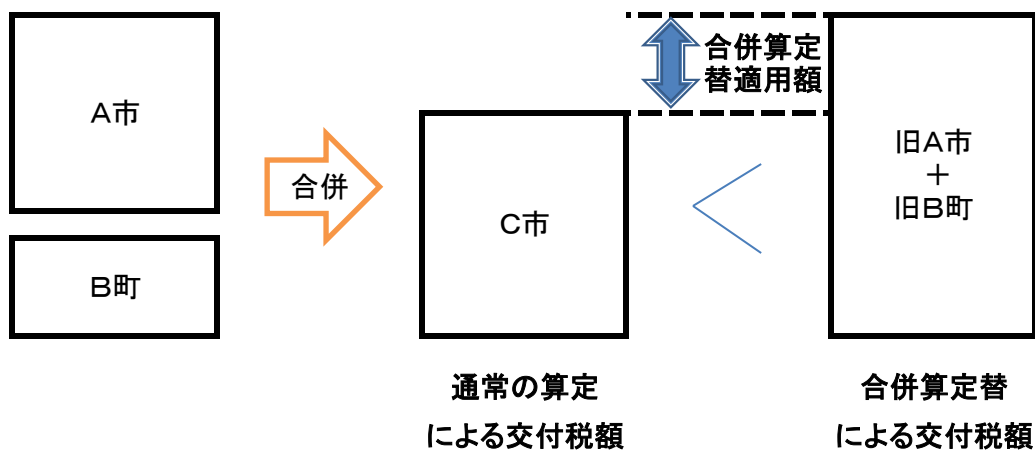 A市
B町
合併
C市
合併算定
替適用額
旧A市
+
旧B町
通常の算定
による交付税額
合併算定替
による交付税額